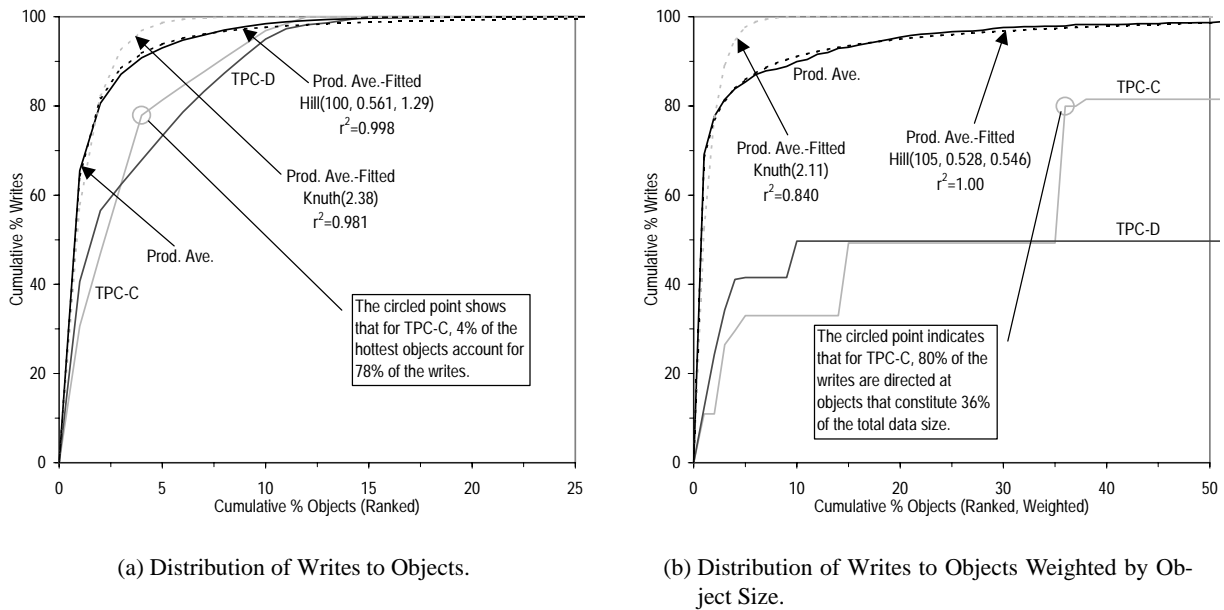 100
80
60
40
20
0
Cumulative % Writes
0
5
10
15
20
25
Cumulative % Objects (Ranked)
TPC-D
Prod. Ave.-Fitted
Hill(100, 0.561, 1.29)
r²=0.998
Prod. Ave.-Fitted
Knuth(2.38)
r²=0.981
Prod. Ave.
TPC-C
The circled point shows
that for TPC-C, 4% of the
hottest objects account for
78% of the writes.
(a) Distribution of Writes to Objects.
100
80
60
40
20
0
Cumulative % Writes
0
10
20
30
40
50
Cumulative % Objects (Ranked, Weighted)
Prod. Ave.
TPC-C
Prod. Ave.-Fitted
Knuth(2.11)
r²=0.840
Prod. Ave.-Fitted
Hill(105, 0.528, 0.546)
r²=1.00
TPC-D
The circled point indicates
that for TPC-C, 80% of the
writes are directed at
objects that constitute 36%
of the total data size.
(b) Distribution of Writes to Objects Weighted by Ob-
ject Size.